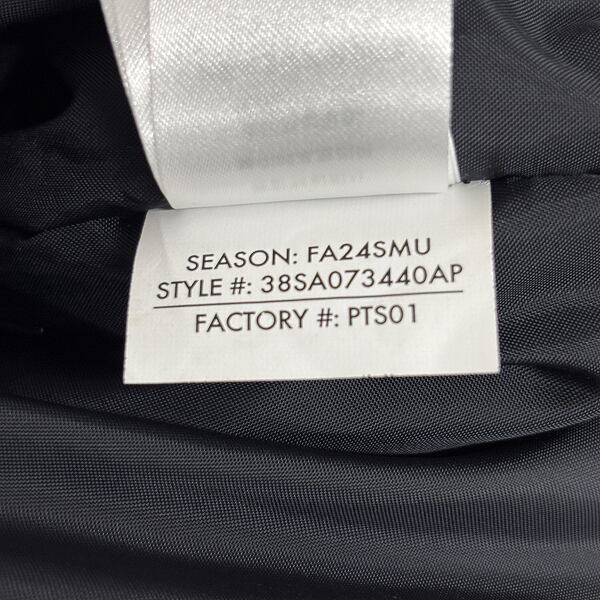 SEASON: FA24SMU
STYLE #: 38SA073440AP
FACTORY #: PTS01